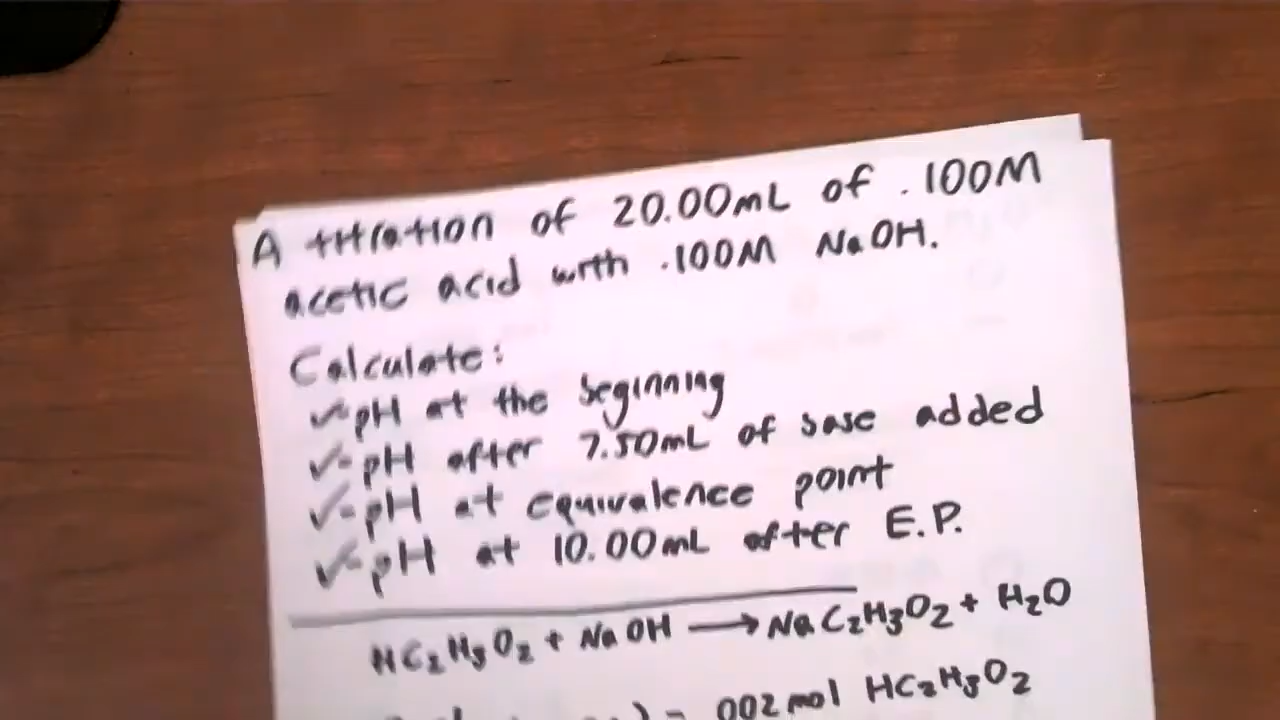 A titration of 20.00mL of .100M
acetic acid with .100M NaOH.
Calculate:
✓-pH at the beginning
✓-pH after 7.50mL of base added
✓-pH at equivalence point
✓-pH at 10.00mL after E.P.
HC₂H₃O₂ + NaOH → NaC₂H₃O₂ + H₂O
002 mol HC₂H₃O₂